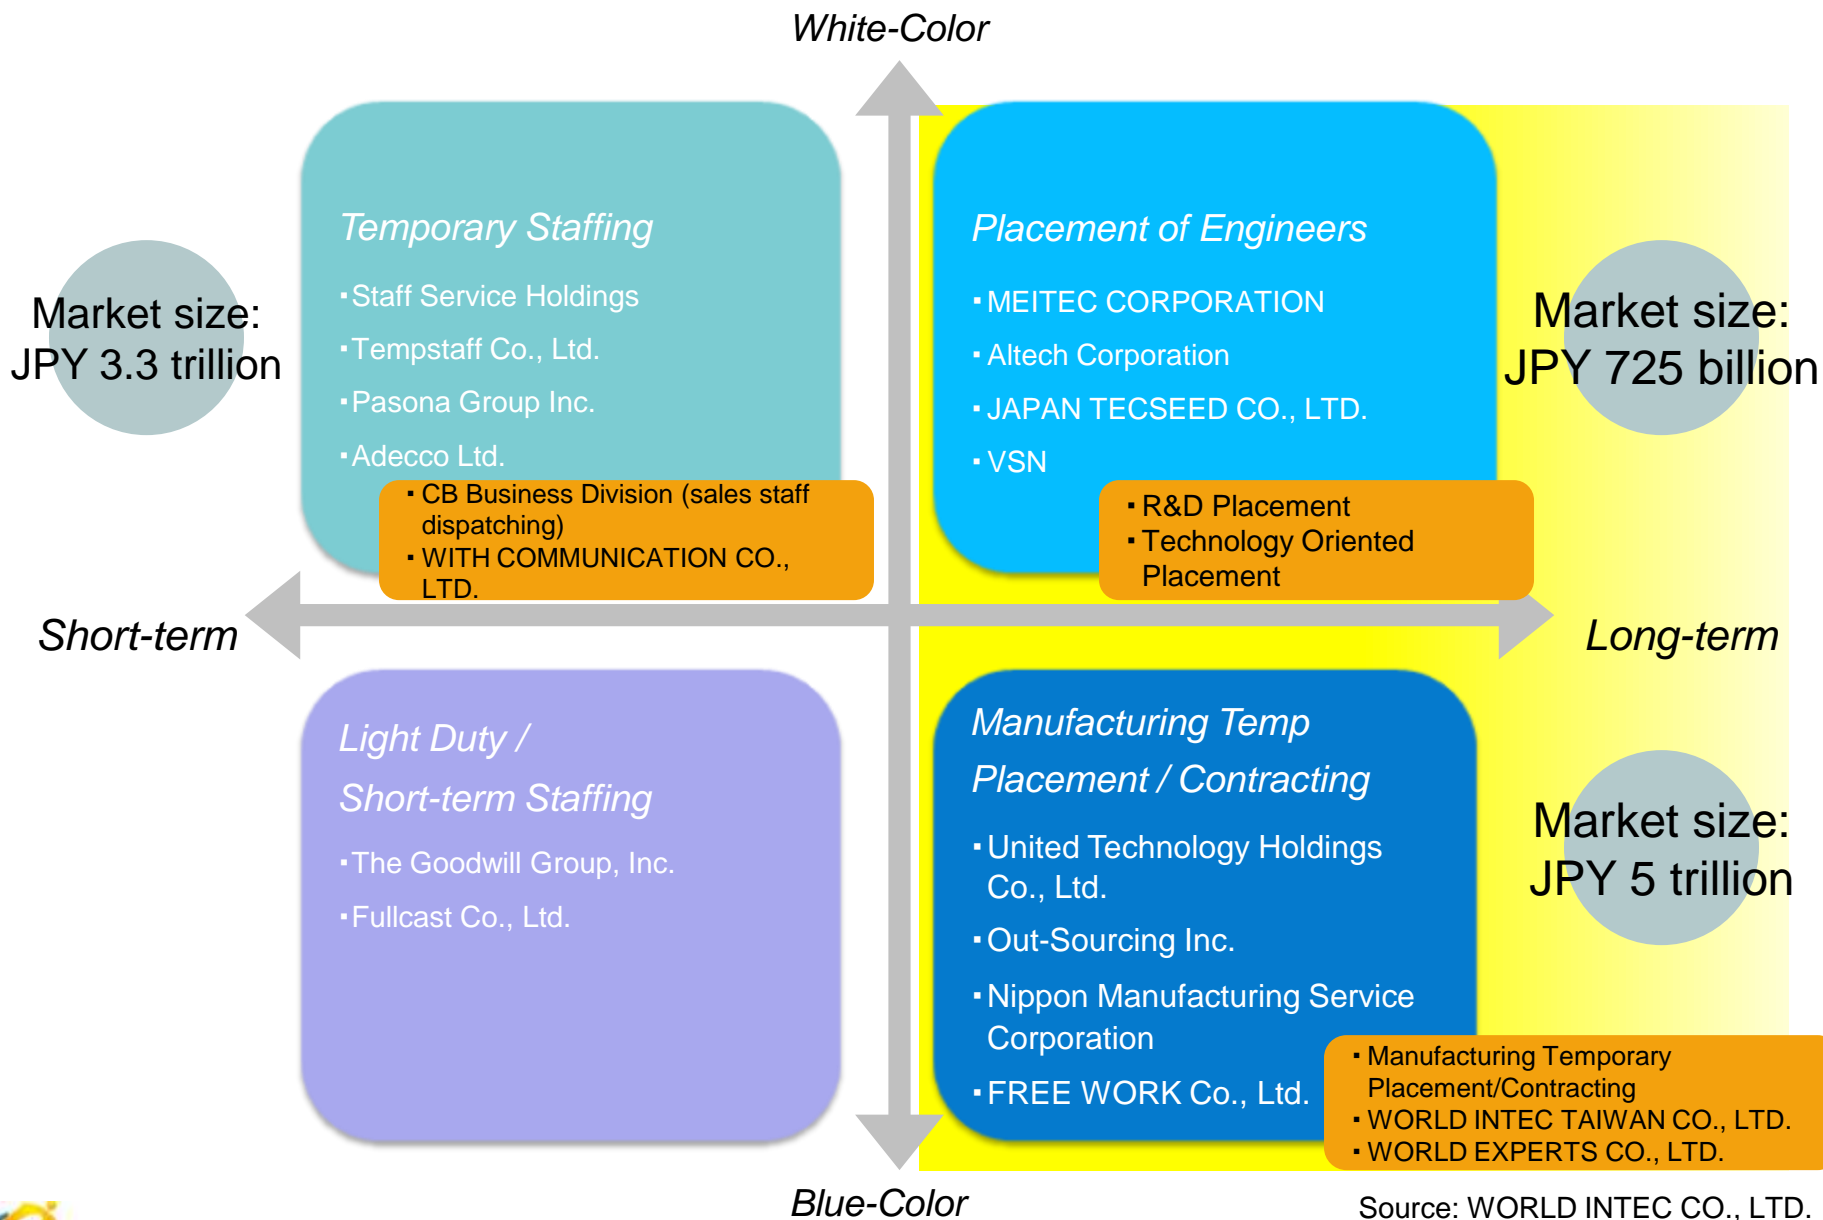 White-Color
Temporary Staffing
▪Staff Service Holdings
▪Tempstaff Co., Ltd.
▪Pasona Group Inc.
▪Adecco Ltd.
▪ CB Business Division (sales staff
dispatching)
▪ WITH COMMUNICATION CO.,
LTD.
Market size:
JPY 3.3 trillion
Placement of Engineers
▪ MEITEC CORPORATION
▪ Altech Corporation
▪ JAPAN TECSEED CO., LTD.
▪ VSN
▪ R&D Placement
▪ Technology Oriented
Placement
Market size:
JPY 725 billion
Short-term
Long-term
Light Duty /
Short-term Staffing
▪The Goodwill Group, Inc.
▪Fullcast Co., Ltd.
Manufacturing Temp
Placement / Contracting
▪United Technology Holdings
Co., Ltd.
▪Out-Sourcing Inc.
▪Nippon Manufacturing Service
Corporation
▪FREE WORK Co., Ltd.
Market size:
JPY 5 trillion
▪ Manufacturing Temporary
Placement/Contracting
▪ WORLD INTEC TAIWAN CO., LTD.
▪ WORLD EXPERTS CO., LTD.
Blue-Color
Source: WORLD INTEC CO., LTD.